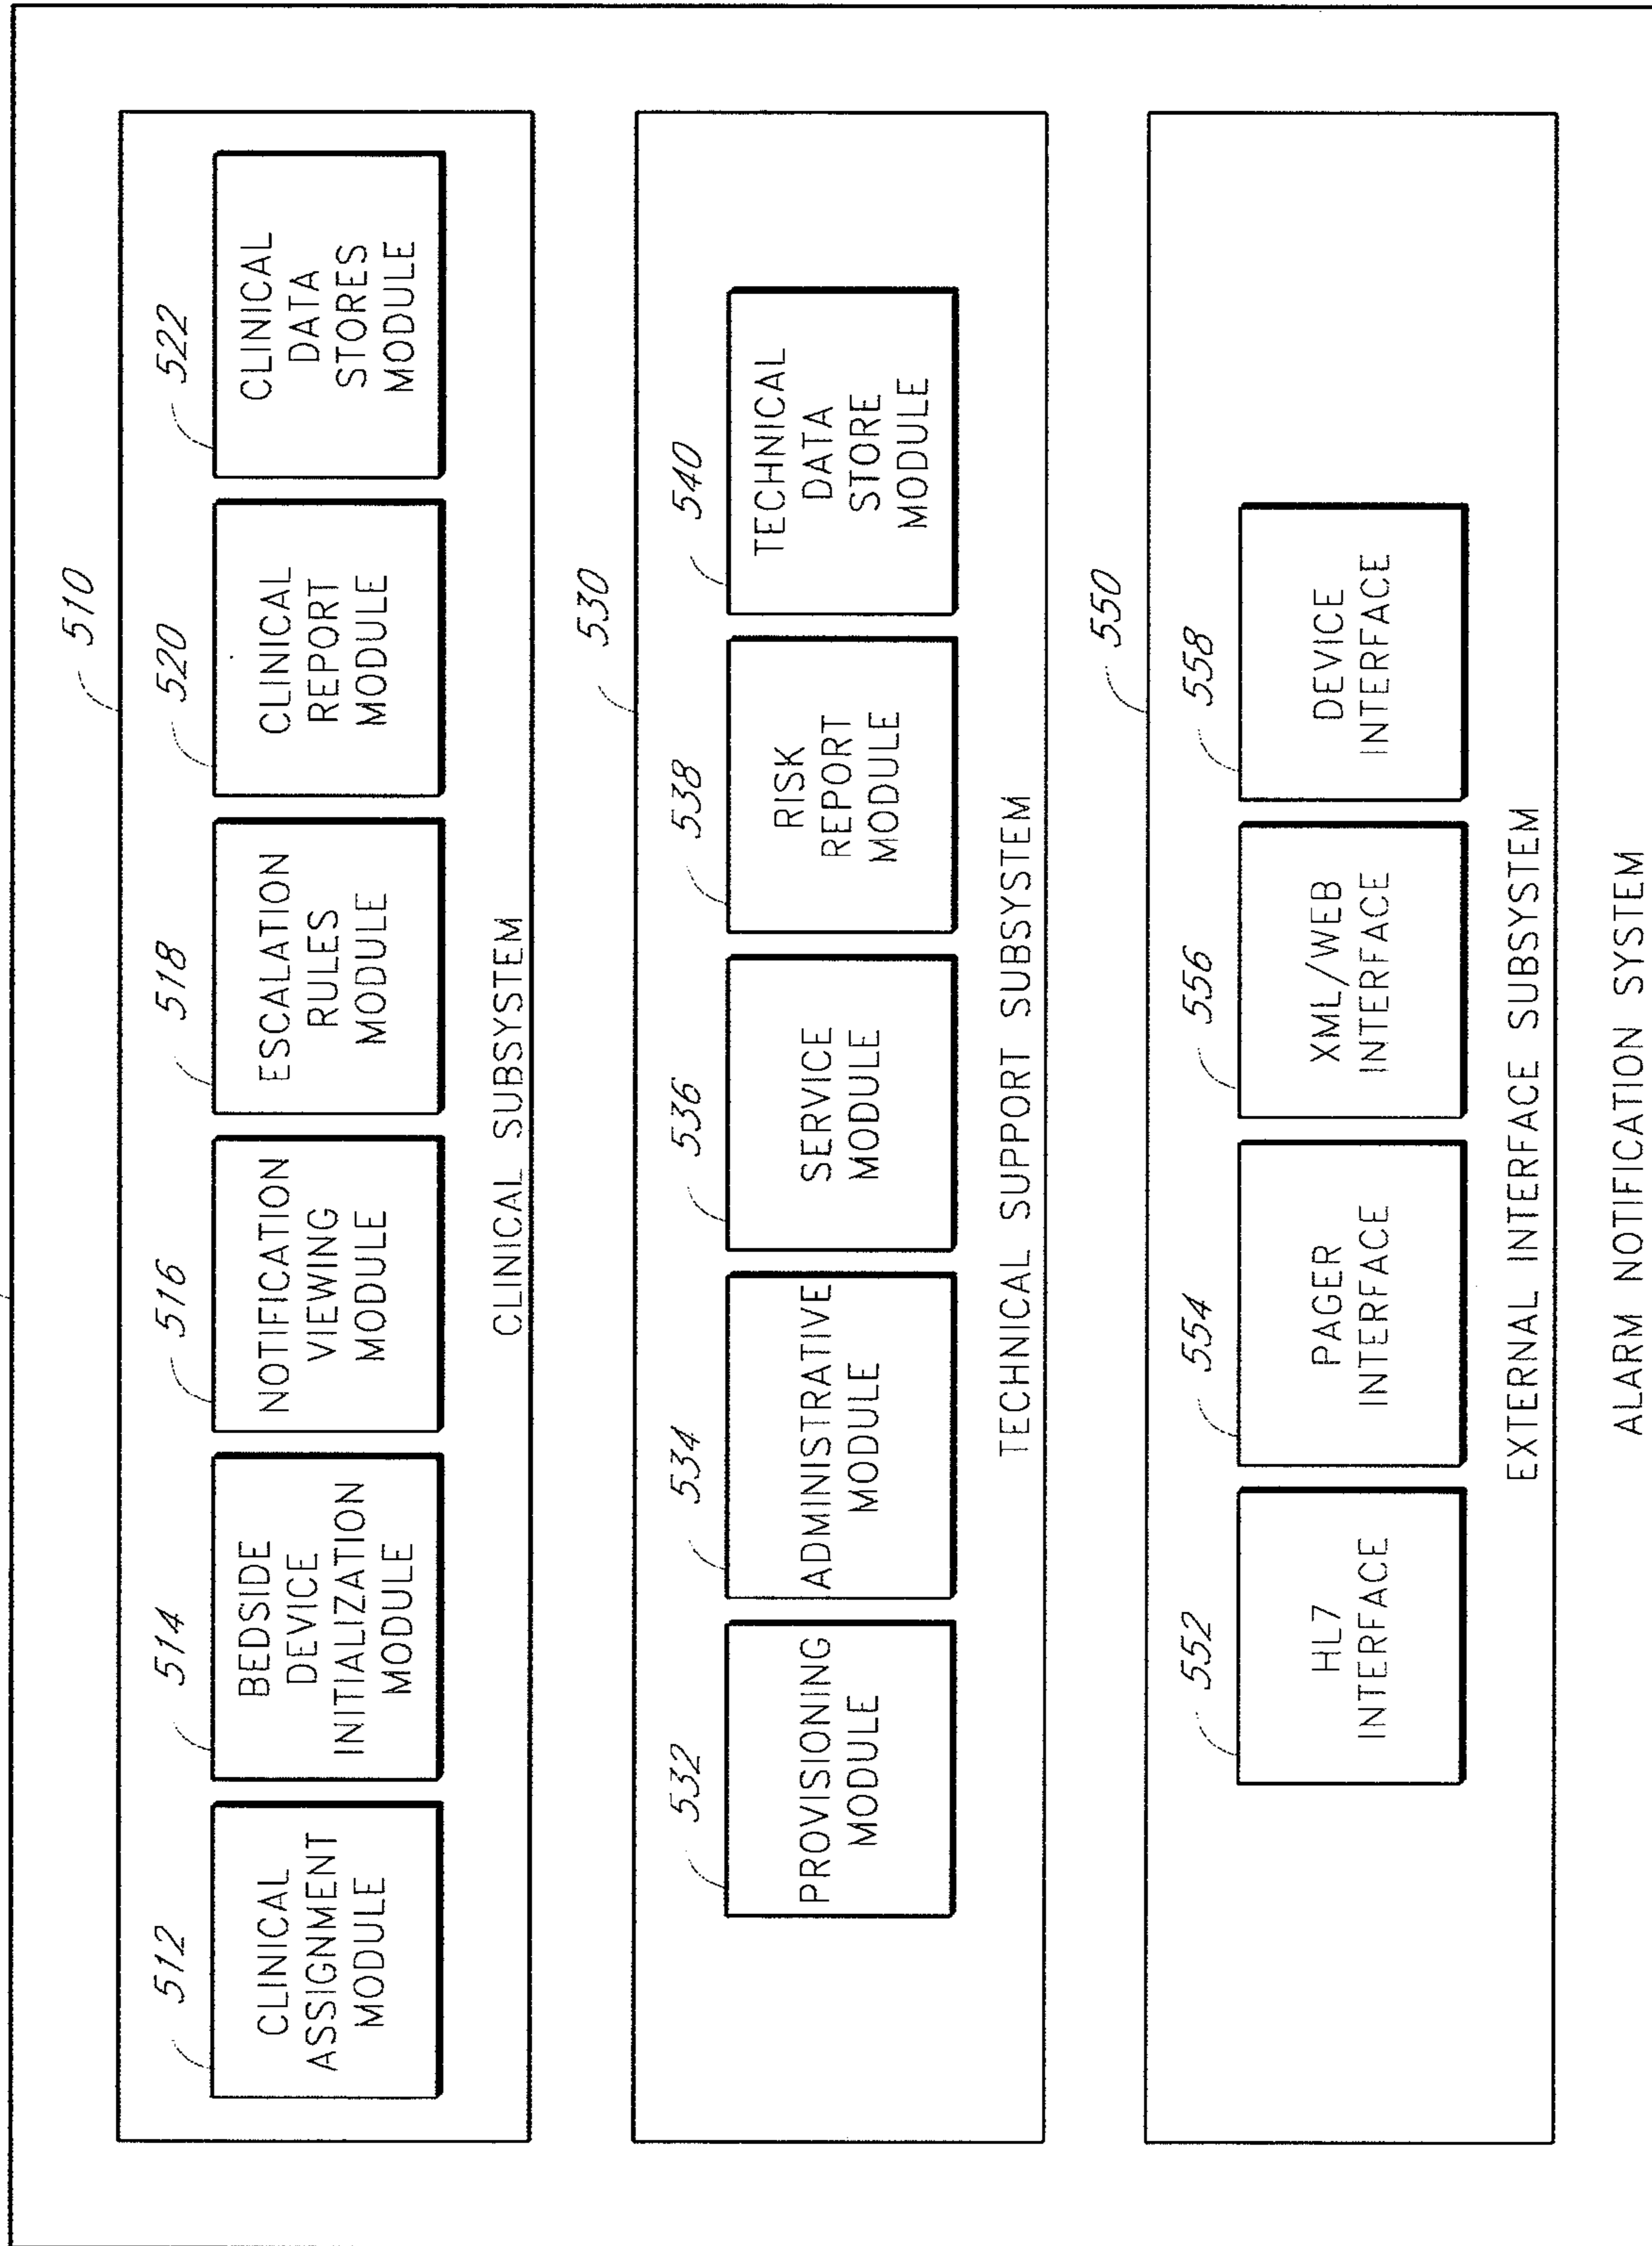 510
512
CLINICAL
ASSIGNMENT
MODULE
514
BEDSIDE
DEVICE
INITIALIZATION
MODULE
516
NOTIFICATION
VIEWING
MODULE
518
ESCALATION
RULES
MODULE
520
CLINICAL
REPORT
MODULE
522
CLINICAL
DATA
STORES
MODULE
CLINICAL SUBSYSTEM
530
532
PROVISIONING
MODULE
534
ADMINISTRATIVE
MODULE
536
SERVICE
MODULE
538
RISK
REPORT
MODULE
540
TECHNICAL
DATA
STORE
MODULE
TECHNICAL SUPPORT SUBSYSTEM
550
552
HL7
INTERFACE
554
PAGER
INTERFACE
556
XML/WEB
INTERFACE
558
DEVICE
INTERFACE
EXTERNAL INTERFACE SUBSYSTEM
ALARM NOTIFICATION SYSTEM